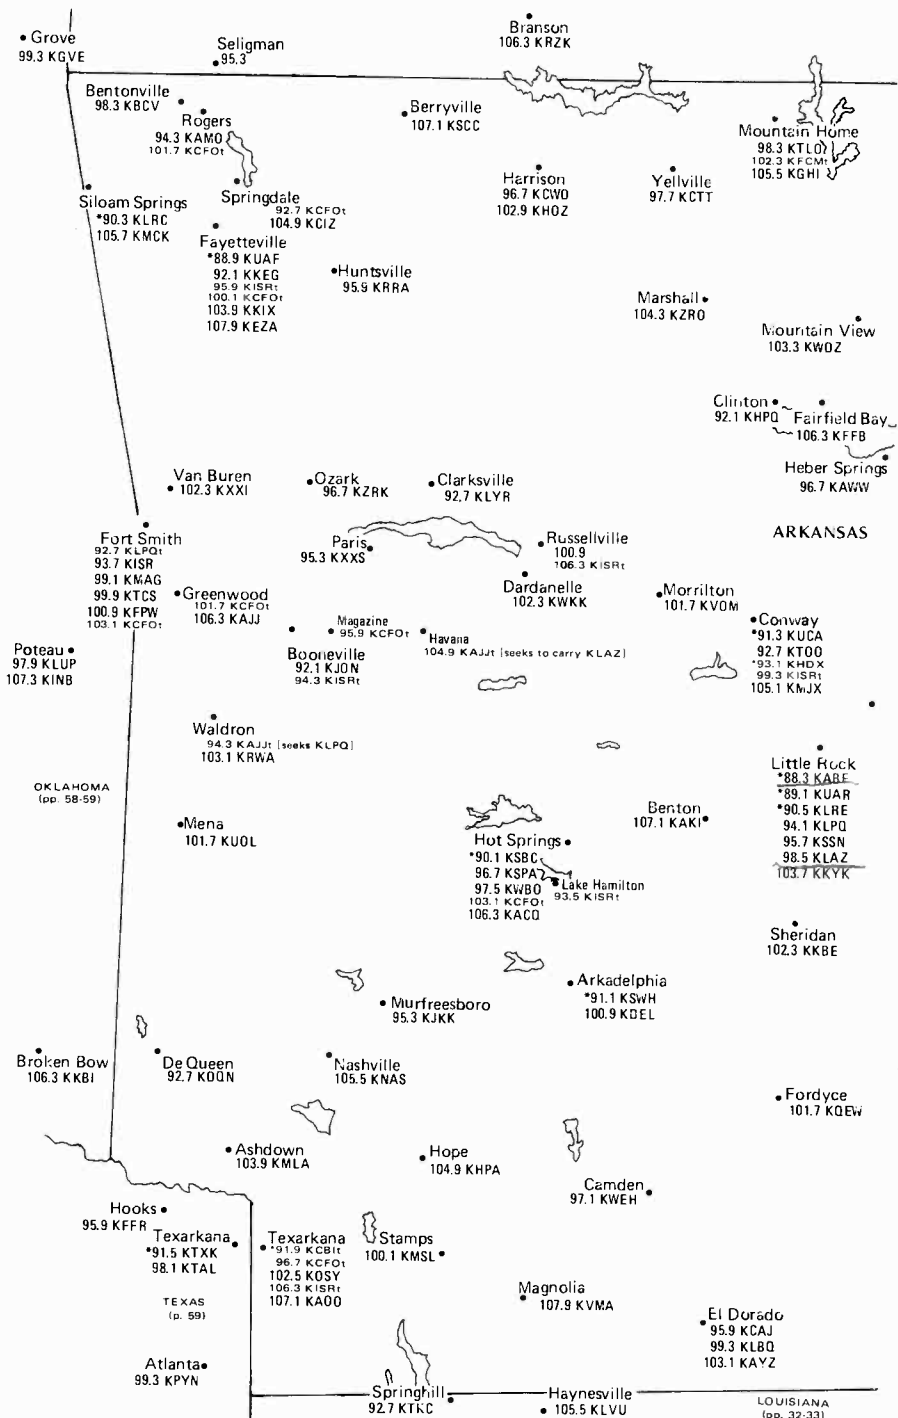 Grove
99.3 KGVE
Seligman
95.3
Branson
106.3 KRZK
Bentonville
98.3 KBCV
Rogers
94.3 KAMO
101.7 KCFOt
Berryville
107.1 KSCC
Mountain Home
98.3 KTLO
102.3 KFCMt
105.5 KGHI
Siloam Springs
*90.3 KLRC
105.7 KMCK
Springdale
92.7 KCFOt
104.9 KCIZ
Harrison
96.7 KCWO
102.9 KHOZ
Yellville
97.7 KCTT
Fayetteville
*88.9 KUAF
92.1 KKEG
95.9 KISRt
100.1 KCFOt
103.9 KKIX
107.9 KEZA
Huntsville
95.9 KRRA
Marshall
104.3 KZRO
Mountain View
103.3 KWOZ
Clinton
92.1 KHPQ
Fairfield Bay
106.3 KFFB
Heber Springs
96.7 KAWW
Van Buren
102.3 KXXI
Ozark
96.7 KZRK
Clarksville
92.7 KLYR
ARKANSAS
Fort Smith
92.7 KLPQt
93.7 KISR
99.1 KMAG
99.9 KTCS
100.9 KFPW
103.1 KCFOt
Paris
95.3 KXXS
Russellville
100.9
106.3 KISRt
Dardanelle
102.3 KWKK
Greenwood
101.7 KCFOt
106.3 KAJJ
Morrilton
101.7 KVOM
Magazine
95.9 KCFOt
Booneville
92.1 KJON
94.3 KISRt
Havana
104.9 KAJJt [seeks to carry KLAZ]
Conway
*91.3 KUCA
92.7 KTOO
*93.1 KHDX
99.3 KISRt
105.1 KMJX
Poteau
97.9 KLUP
107.3 KINB
Waldron
94.3 KAJJt [seeks KLPQ]
103.1 KRWA
OKLAHOMA
(pp. 58-59)
Little Rock
*88.3 KABF
*89.1 KUAR
*90.5 KLRE
94.1 KLPQ
95.7 KSSN
98.5 KLAZ
103.7 KKYK
Mena
101.7 KUOL
Benton
107.1 KAKI
Hot Springs
*90.1 KSBC
96.7 KSPA
97.5 KWBO
103.1 KCFOt
106.3 KACQ
Lake Hamilton
93.5 KISRt
Sheridan
102.3 KKBE
Arkadelphia
*91.1 KSWH
100.9 KDEL
Murfreesboro
95.3 KJKK
Broken Bow
106.3 KKBI
De Queen
92.7 KDQN
Nashville
105.5 KNAS
Fordyce
101.7 KQEW
Ashdown
103.9 KMLA
Hope
104.9 KHPA
Camden
97.1 KWEH
Hooks
95.9 KFFR
Texarkana
*91.5 KTXK
98.1 KTAL
Texarkana
*91.9 KCBIt
96.7 KCFOt
102.5 KOSY
106.3 KISRt
107.1 KAOO
Stamps
100.1 KMSL
TEXAS
(p. 59)
Magnolia
107.9 KVMA
El Dorado
95.9 KCAJ
99.3 KLBQ
103.1 KAYZ
Atlanta
99.3 KPYN
Springhill
92.7 KTKC
Haynesville
105.5 KLVU
LOUISIANA
(pp. 32-33)